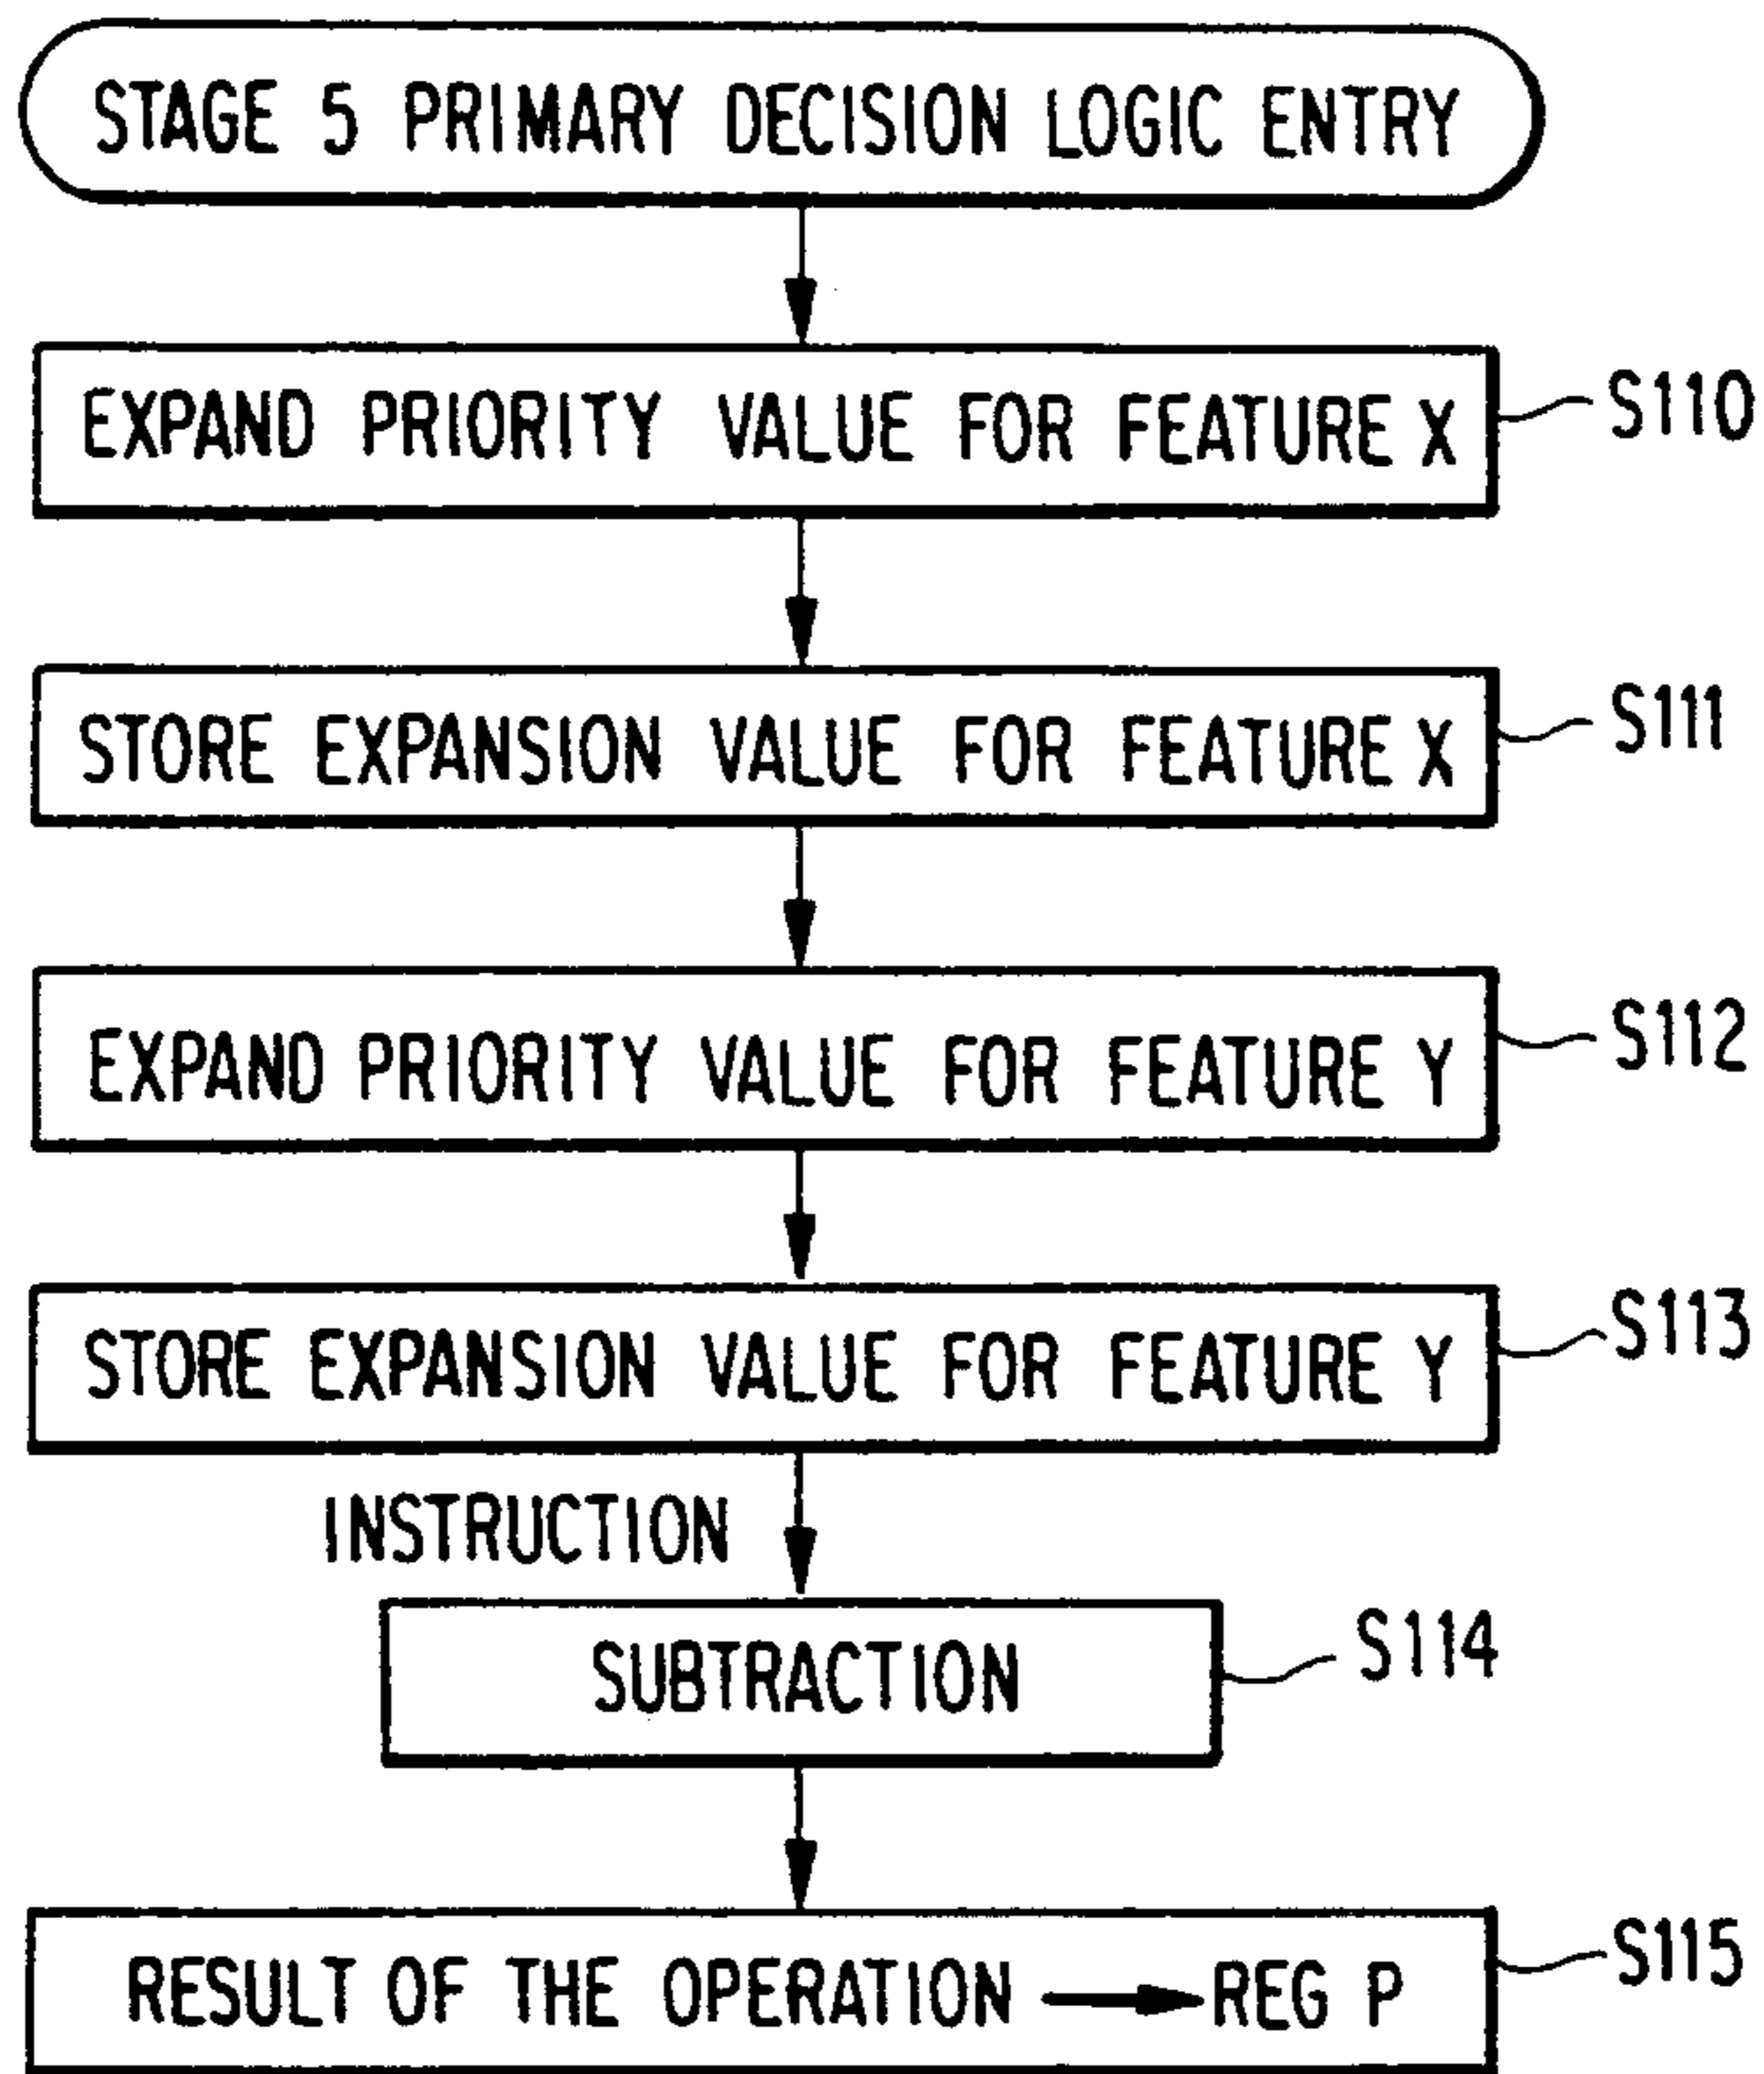 STAGE 5 PRIMARY DECISION LOGIC ENTRY
EXPAND PRIORITY VALUE FOR FEATURE X
S110
STORE EXPANSION VALUE FOR FEATURE X
S111
EXPAND PRIORITY VALUE FOR FEATURE Y
S112
STORE EXPANSION VALUE FOR FEATURE Y
S113
INSTRUCTION
SUBTRACTION
S114
RESULT OF THE OPERATION → REG P
S115